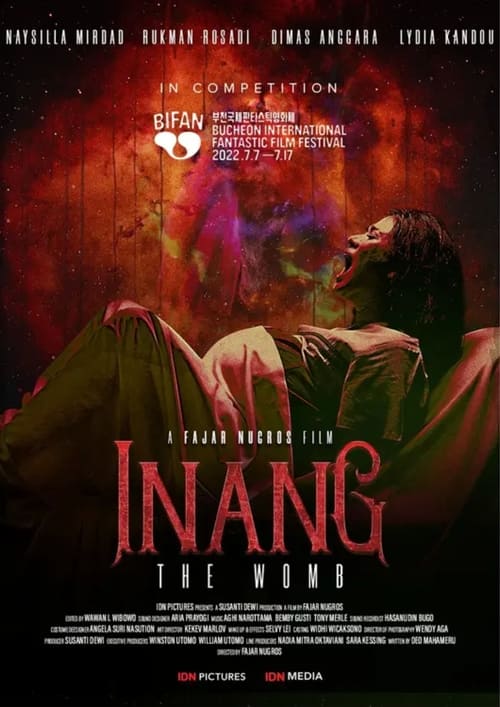 NAYSILLA MIRDAD RUKMAN ROSADI DIMAS ANGGARA LYDIA KANDOU
IN COMPETITION
BIFAN
부천국제판타스틱영화제
BUCHEON INTERNATIONAL
FANTASTIC FILM FESTIVAL
2022.7.7—7.17
A FAJAR NUGROS FILM
INANG
THE WOMB
IDN PICTURES PRESENTS A SUSANTI DEWI PRODUCTION A FILM BY FAJAR NUGROS
EDITED BY WAWAN I. WIBOWO SOUND DESIGNER ARIA PRAYOGI MUSIC AGHI NAROTTAMA BEMBY GUSTI TONY MERLE SOUND RECORDIST HASANUDIN BUGO
COSTUME DESIGNER ANGELA SURI NASUTION ART DIRECTOR KEKEV MARLOV MAKE UP & EFFECTS SELVY LEI CASTING WIDHI WICAKSONO DIRECTOR OF PHOTOGRAPHY WENDY AGA
PRODUCER SUSANTI DEWI EXECUTIVE PRODUCERS WINSTON UTOMO WILLIAM UTOMO LINE PRODUCERS NADIA MITRA OKTAVIANI SARA KESSING WRITTEN BY DEO MAHAMERU
DIRECTED BY FAJAR NUGROS
IDN PICTURES IDN MEDIA